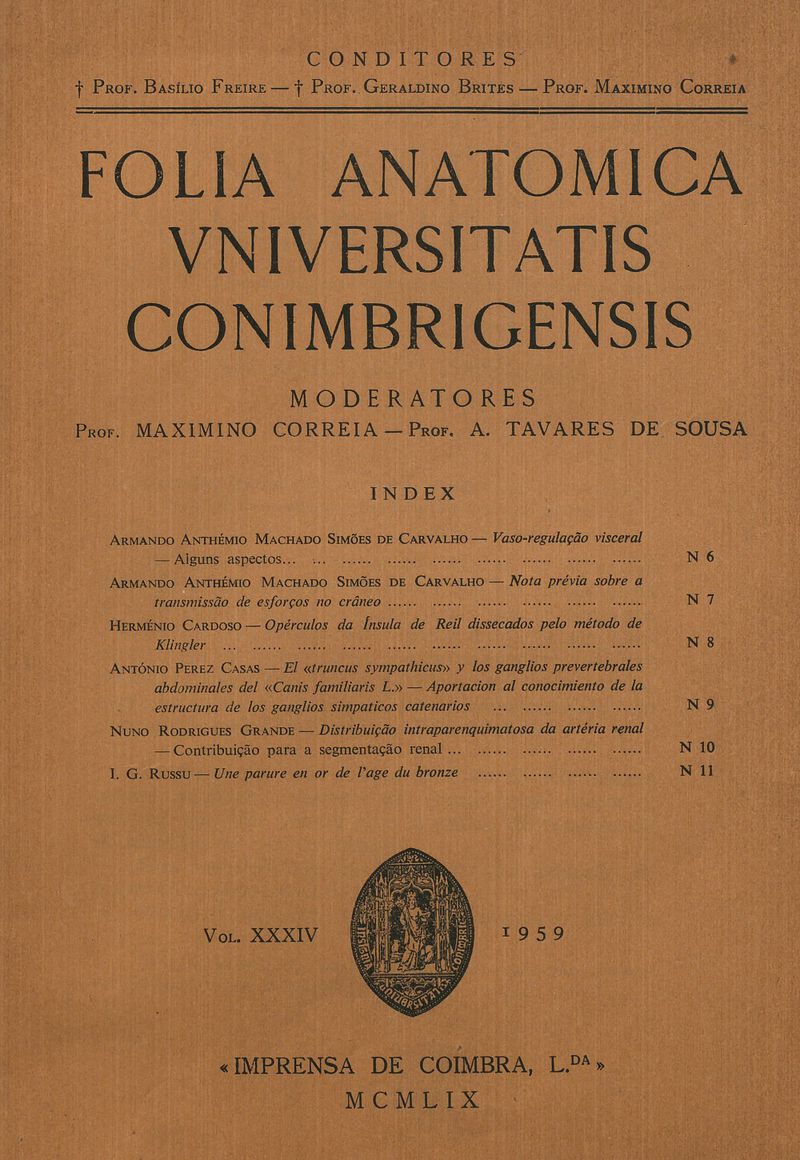 CONDITORES
† Prof. Basílio Freire — † Prof. Geraldino Brites — Prof. Maximino Correia
FOLIA ANATOMICA
VNIVERSITATIS
CONIMBRIGENSIS
MODERATORES
Prof. MAXIMINO CORREIA — Prof. A. TAVARES DE SOUSA
INDEX
Armando Anthémio Machado Simões de Carvalho — Vaso-regulação visceral
— Alguns aspectos... ... ...... ...... ...... ...... ...... ...... ...... N 6
Armando Anthémio Machado Simões de Carvalho — Nota prévia sobre a
transmissão de esforços no crâneo ...... ...... ...... ...... ...... ...... N 7
Herménio Cardoso — Opérculos da Ínsula de Reil dissecados pelo método de
Klingler ... ...... ...... ...... ...... ...... ...... ...... ...... ...... N 8
António Perez Casas — El «truncus sympathicus» y los ganglios prevertebrales
abdominales del «Canis familiaris L.» — Aportacion al conocimiento de la
estructura de los ganglios simpaticos catenarios ... ...... ...... ...... N 9
Nuno Rodrigues Grande — Distribuição intraparenquimatosa da artéria renal
— Contribuição para a segmentação renal ... ...... ...... ...... ...... N 10
I. G. Russu — Une parure en or de l'age du bronze ...... ...... ...... ...... N 11
Vol. XXXIV 1959
«IMPRENSA DE COIMBRA, L.DA»
MCMLIX